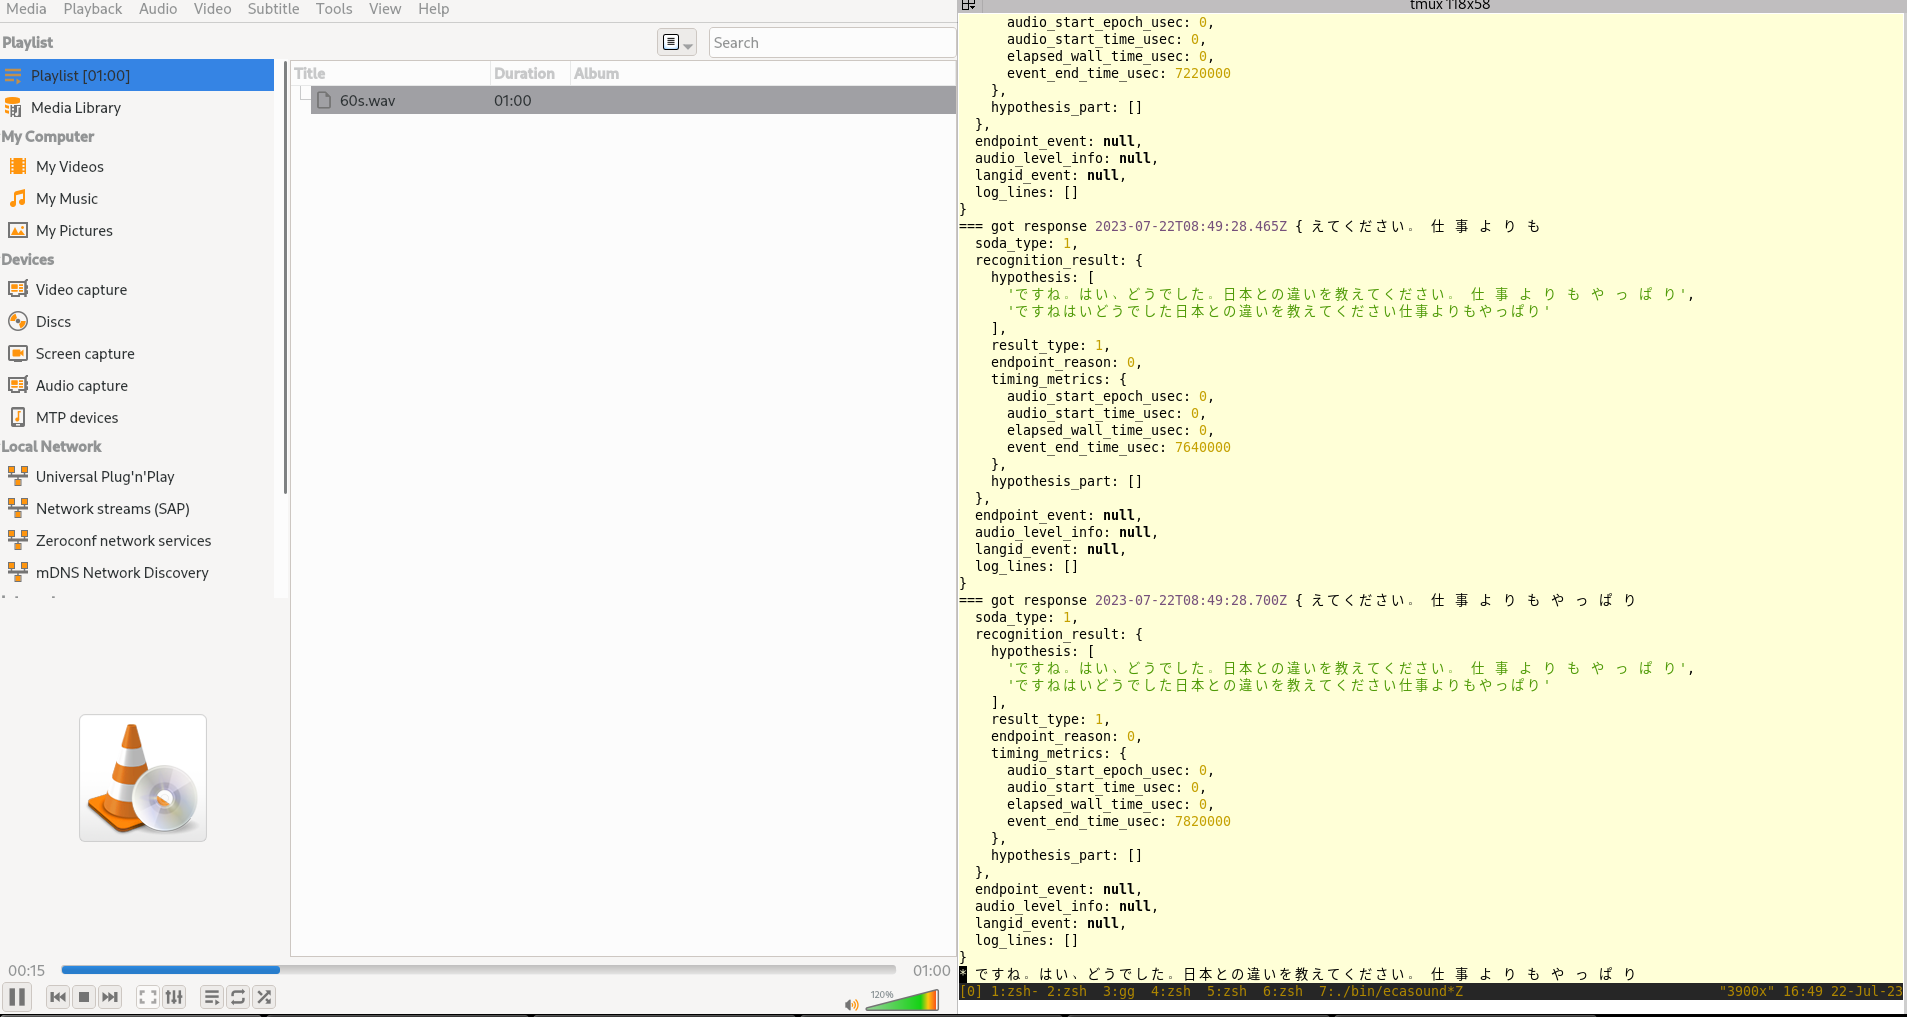 Media Playback Audio Video Subtitle Tools View Help
Playlist
Search
Playlist [01:00]
Media Library
My Computer
My Videos
My Music
My Pictures
Devices
Video capture
Discs
Screen capture
Audio capture
MTP devices
Local Network
Universal Plug'n'Play
Network streams (SAP)
Zeroconf network services
mDNS Network Discovery
Title Duration Album
60s.wav 01:00
00:15 01:00
120%
tmux 118x58
audio_start_epoch_usec: 0,
audio_start_time_usec: 0,
elapsed_wall_time_usec: 0,
event_end_time_usec: 7220000
},
hypothesis_part: []
},
endpoint_event: null,
audio_level_info: null,
langid_event: null,
log_lines: []
}
=== got response 2023-07-22T08:49:28.465Z { えてください。 仕 事 よ り も
soda_type: 1,
recognition_result: {
hypothesis: [
'ですね。はい、どうでした。日本との違いを教えてください。 仕 事 よ り も や っ ぱ り',
'ですねはいどうでした日本との違いを教えてください仕事よりもやっぱり'
],
result_type: 1,
endpoint_reason: 0,
timing_metrics: {
audio_start_epoch_usec: 0,
audio_start_time_usec: 0,
elapsed_wall_time_usec: 0,
event_end_time_usec: 7640000
},
hypothesis_part: []
},
endpoint_event: null,
audio_level_info: null,
langid_event: null,
log_lines: []
}
=== got response 2023-07-22T08:49:28.700Z { えてください。 仕 事 よ り も や っ ぱ り
soda_type: 1,
recognition_result: {
hypothesis: [
'ですね。はい、どうでした。日本との違いを教えてください。 仕 事 よ り も や っ ぱ り',
'ですねはいどうでした日本との違いを教えてください仕事よりもやっぱり'
],
result_type: 1,
endpoint_reason: 0,
timing_metrics: {
audio_start_epoch_usec: 0,
audio_start_time_usec: 0,
elapsed_wall_time_usec: 0,
event_end_time_usec: 7820000
},
hypothesis_part: []
},
endpoint_event: null,
audio_level_info: null,
langid_event: null,
log_lines: []
}
* ですね。はい、どうでした。日本との違いを教えてください。 仕 事 よ り も や っ ぱ り
[0] 1:zsh- 2:zsh 3:gg 4:zsh 5:zsh 6:zsh 7:./bin/ecasound*Z "3900x" 16:49 22-Jul-23